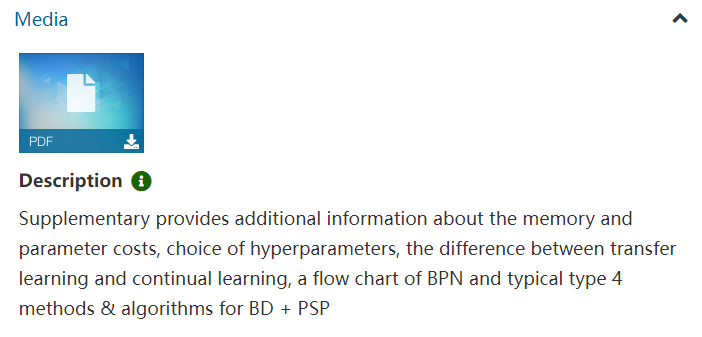 Media
PDF
Description
Supplementary provides additional information about the memory and
parameter costs, choice of hyperparameters, the difference between transfer
learning and continual learning, a flow chart of BPN and typical type 4
methods & algorithms for BD + PSP